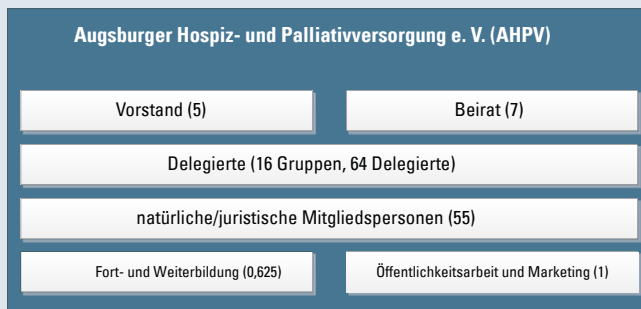 Augsburger Hospiz- und Palliativversorgung e. V. (AHPV)
Vorstand (5)
Beirat (7)
Delegierte (16 Gruppen, 64 Delegierte)
natürliche/juristische Mitgliedspersonen (55)
Fort- und Weiterbildung (0,625)
Öffentlichkeitsarbeit und Marketing (1)